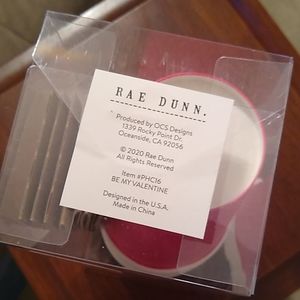 RAE DUNN.
Produced by OCS Designs
1339 Rocky Point Dr.
Oceanside, CA 92056
© 2020 Rae Dunn
All Rights Reserved
Item #PHC16
BE MY VALENTINE
Designed in the U.S.A.
Made in China